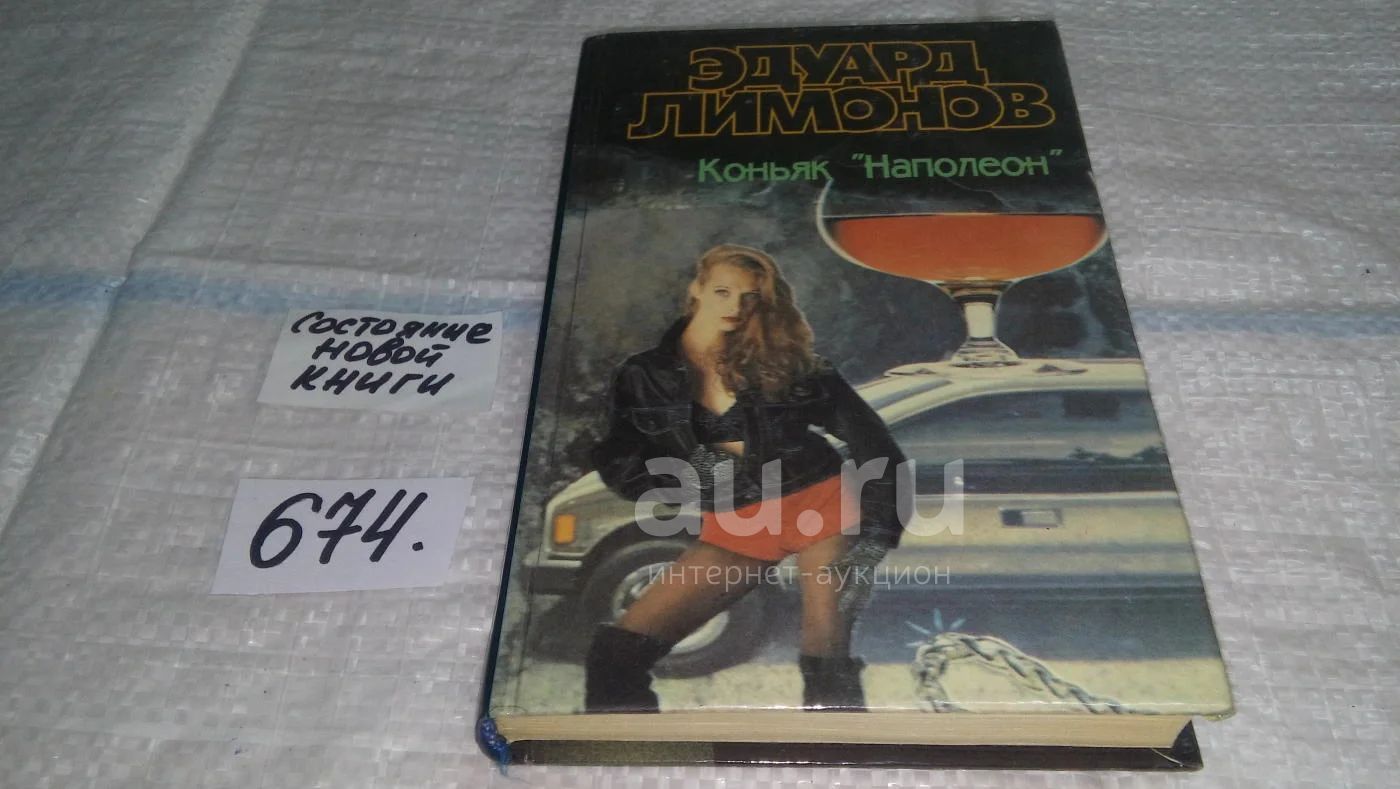 ЭДУАРД
ЛИМОНОВ
Коньяк "Наполеон"
Состояние
новой
книги
674.
au.ru
интернет-аукцион